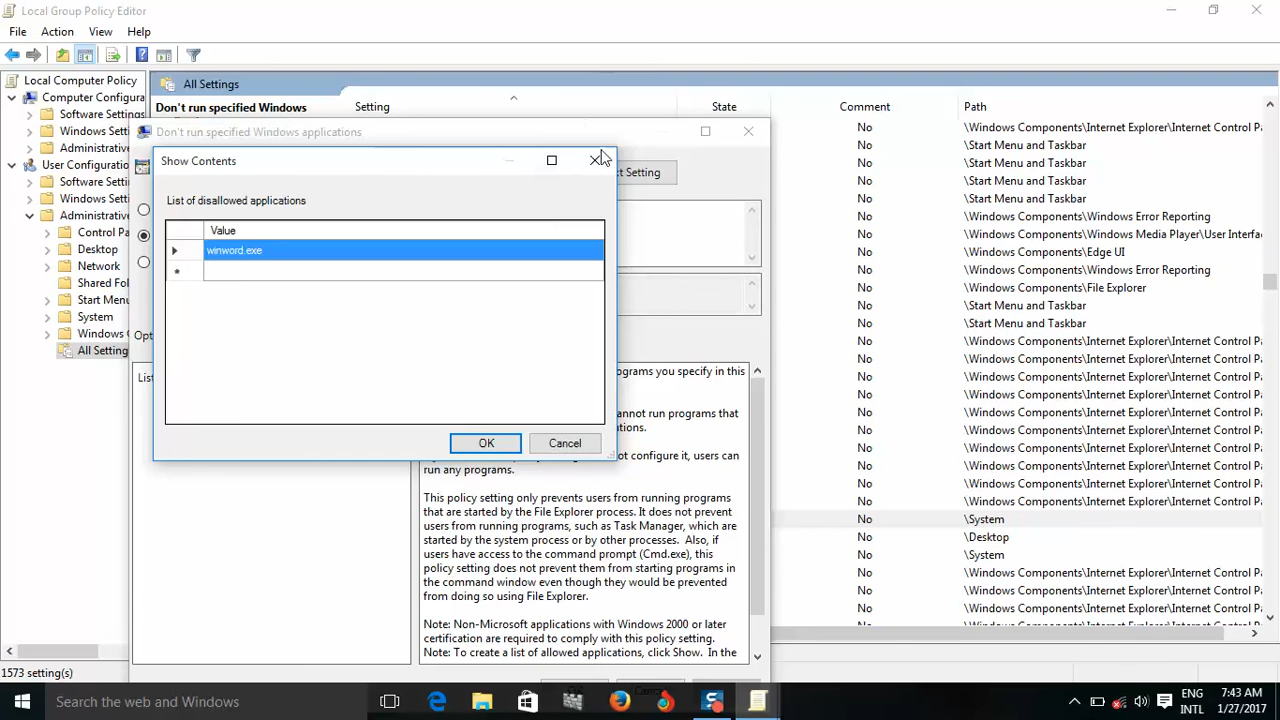 Local Group Policy Editor
File Action View Help
Local Computer Policy
Computer Configura
Software Settings
Windows Setti
Administrative
User Configuratio
Software Setti
Windows Setti
Administrative
Control Pa
Desktop
Network
Shared Fol
Start Menu
System
Windows C
All Setting
1573 setting(s)
All Settings
Don't run specified Windows
Setting State Comment Path
No \Windows Components\Internet Explorer\Internet Control Pa
No \Start Menu and Taskbar
No \Start Menu and Taskbar
No \Start Menu and Taskbar
No \Start Menu and Taskbar
No \Windows Components\Windows Error Reporting
No \Windows Components\Windows Media Player\User Interfac
No \Windows Components\Edge UI
No \Windows Components\Windows Error Reporting
No \Windows Components\File Explorer
No \Start Menu and Taskbar
No \Start Menu and Taskbar
No \Windows Components\Internet Explorer\Internet Control Pa
No \Windows Components\Internet Explorer\Internet Control Pa
No \Windows Components\Internet Explorer\Internet Control Pa
No \Windows Components\Internet Explorer\Internet Control Pa
No \Windows Components\Internet Explorer\Internet Control Pa
No \Windows Components\Internet Explorer\Internet Control Pa
No \Windows Components\Internet Explorer\Internet Control Pa
No \Windows Components\Internet Explorer\Internet Control Pa
No \Windows Components\Internet Explorer\Internet Control Pa
No \Windows Components\Internet Explorer\Internet Control Pa
No \System
No \Desktop
No \System
No \Windows Components\Internet Explorer\Internet Control Pa
No \Windows Components\Internet Explorer\Internet Control Pa
No \Windows Components\Internet Explorer\Internet Control Pa
Don't run specified Windows applications
Setting
Opt
List
Show Contents
List of disallowed applications
Value
winword.exe
OK Cancel
programs you specify in this
cannot run programs that
not configure it, users can
run any programs.
This policy setting only prevents users from running programs
that are started by the File Explorer process. It does not prevent
users from running programs, such as Task Manager, which are
started by the system process or by other processes. Also, if
users have access to the command prompt (Cmd.exe), this
policy setting does not prevent them from starting programs in
the command window even though they would be prevented
from doing so using File Explorer.
Note: Non-Microsoft applications with Windows 2000 or later
certification are required to comply with this policy setting.
Note: To create a list of allowed applications, click Show. In the
Search the web and Windows
ENG
INTL
7:43 AM
1/27/2017